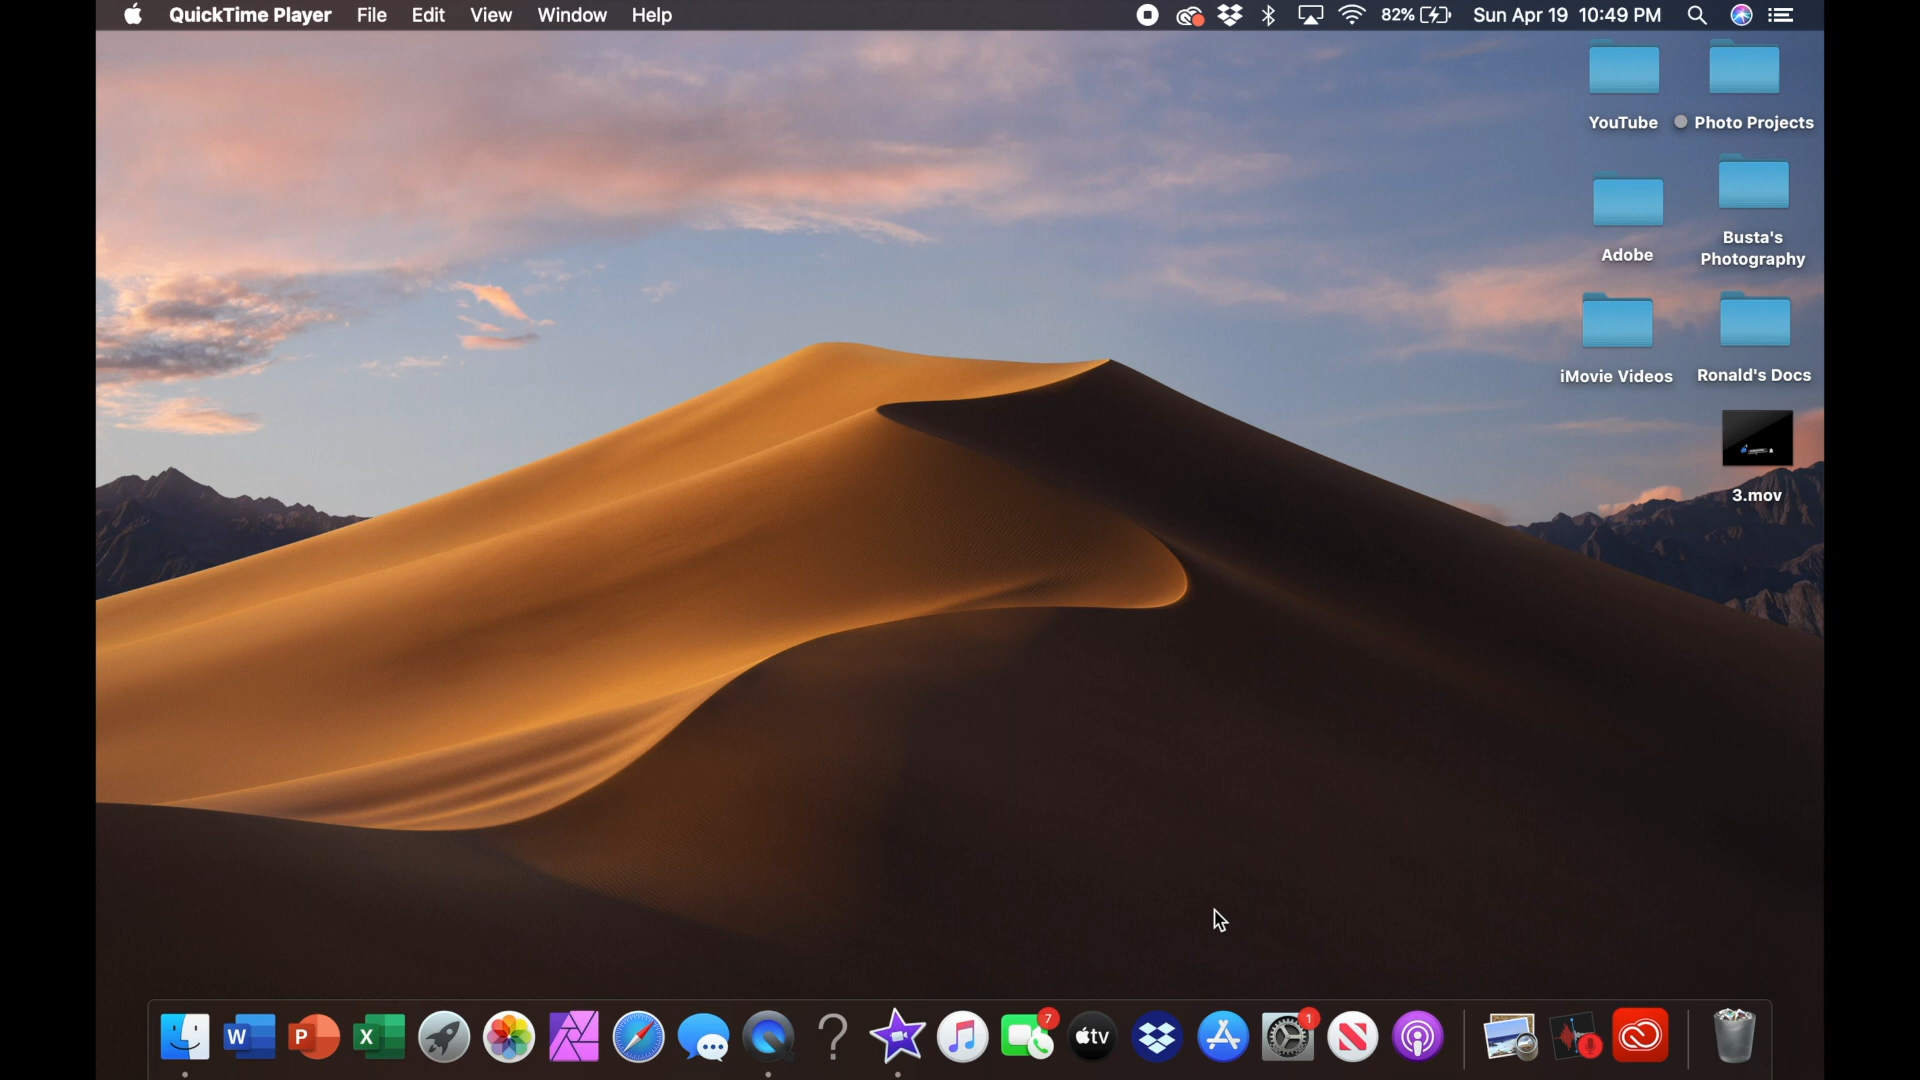 QuickTime Player File Edit View Window Help 82% Sun Apr 19 10:49 PM
YouTube Photo Projects
Adobe
Busta's
Photography
iMovie Videos Ronald's Docs
3.mov
W P X ? 7 tv 1